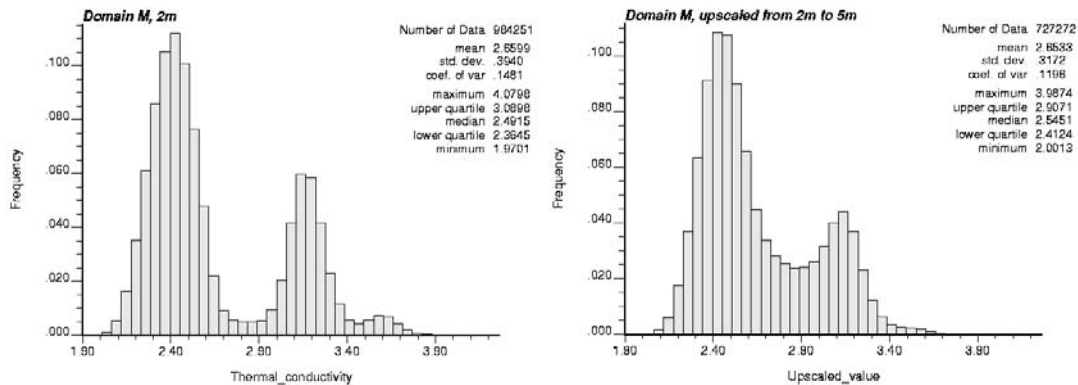 Domain M, 2m
Number of Data 984251
mean 2.6599
std. dev. .3940
coef. of var .1481
maximum 4.0798
upper quartile 3.0898
median 2.4915
lower quartile 2.3645
minimum 1.9701
Frequency
.100
.080
.060
.040
.020
.000
1.90 2.40 2.90 3.40 3.90
Thermal_conductivity
Domain M, upscaled from 2m to 5m
Number of Data 727272
mean 2.6533
std. dev. .3172
coef. of var .1196
maximum 3.9874
upper quartile 2.9071
median 2.5451
lower quartile 2.4124
minimum 2.0013
Frequency
.100
.080
.060
.040
.020
.000
1.90 2.40 2.90 3.40 3.90
Upscaled_value